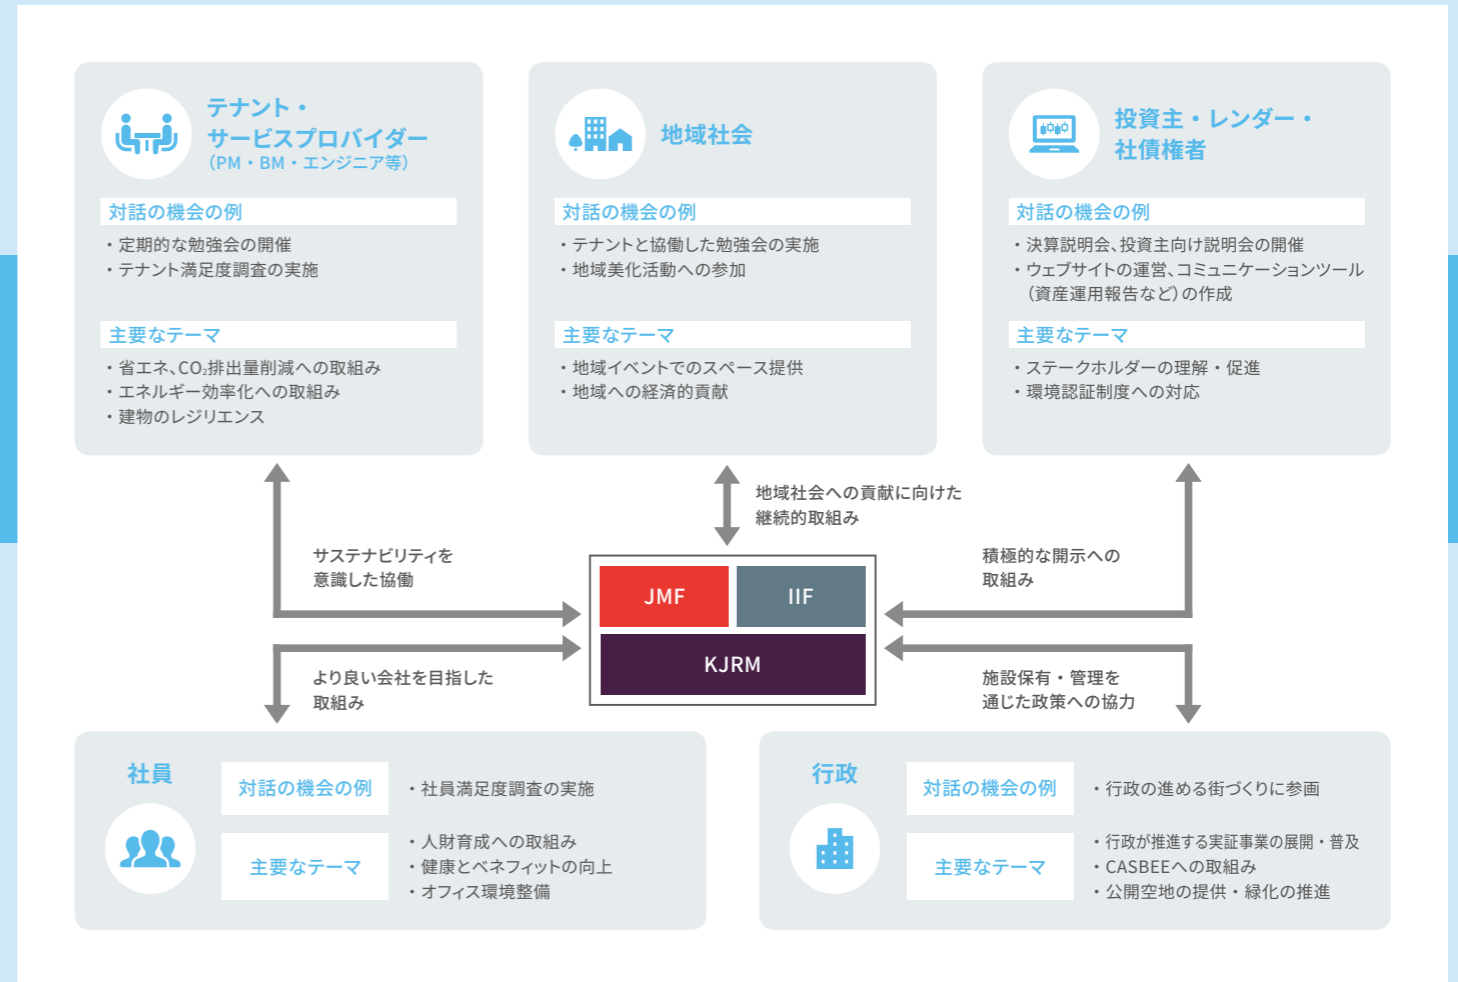 テナント・
サービスプロバイダー
（PM・BM・エンジニア等）
対話の機会の例
・定期的な勉強会の開催
・テナント満足度調査の実施
主要なテーマ
・省エネ、CO₂排出量削減への取組み
・エネルギー効率化への取組み
・建物のレジリエンス
地域社会
対話の機会の例
・テナントと協働した勉強会の実施
・地域美化活動への参加
主要なテーマ
・地域イベントでのスペース提供
・地域への経済的貢献
投資主・レンダー・
社債権者
対話の機会の例
・決算説明会、投資主向け説明会の開催
・ウェブサイトの運営、コミュニケーションツール
（資産運用報告など）の作成
主要なテーマ
・ステークホルダーの理解・促進
・環境認証制度への対応
サステナビリティを
意識した協働
地域社会への貢献に向けた
継続的取組み
積極的な開示への
取組み
JMF
IIF
KJRM
より良い会社を目指した
取組み
施設保有・管理を
通じた政策への協力
社員
対話の機会の例
・社員満足度調査の実施
主要なテーマ
・人財育成への取組み
・健康とベネフィットの向上
・オフィス環境整備
行政
対話の機会の例
・行政の進める街づくりに参画
主要なテーマ
・行政が推進する実証事業の展開・普及
・CASBEEへの取組み
・公開空地の提供・緑化の推進